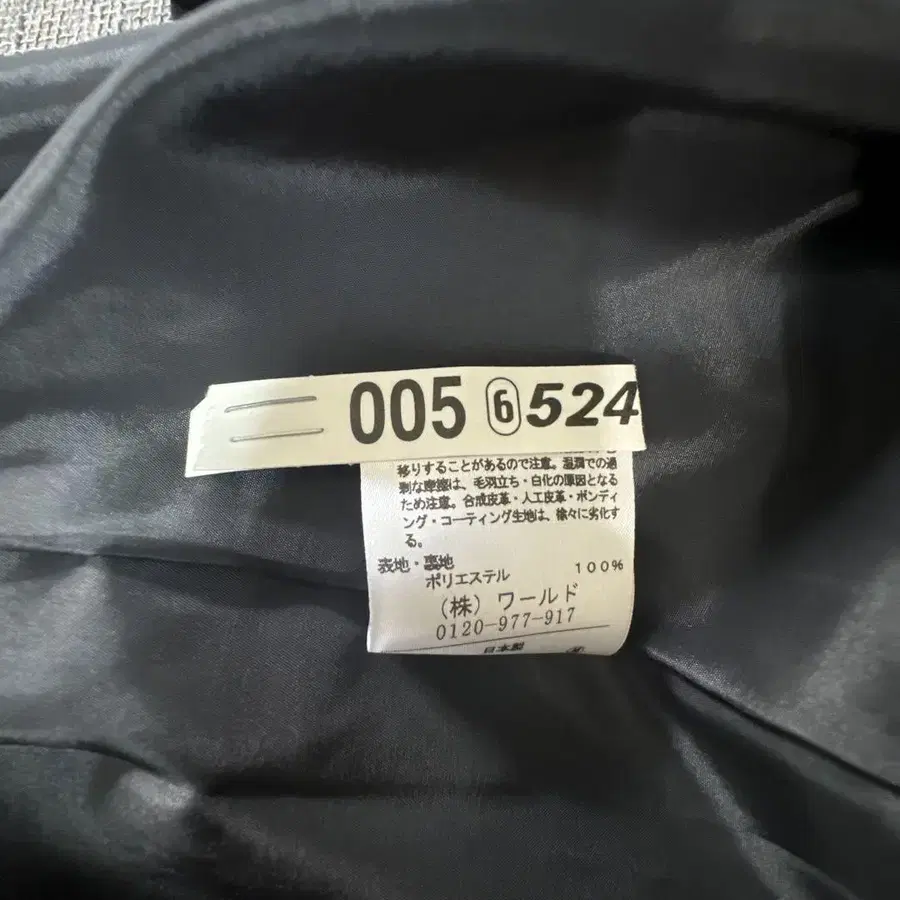 005 ⑥524
移りすることがあるので注意。湿潤での過
剰な摩擦は、毛羽立ち・白化の原因となる
ため注意。合成皮革・人工皮革・ボンディ
ング・コーティング生地は、徐々に劣化す
る。
表地・裏地
ポリエステル 100%
(株) ワールド
0120-977-917
日本製